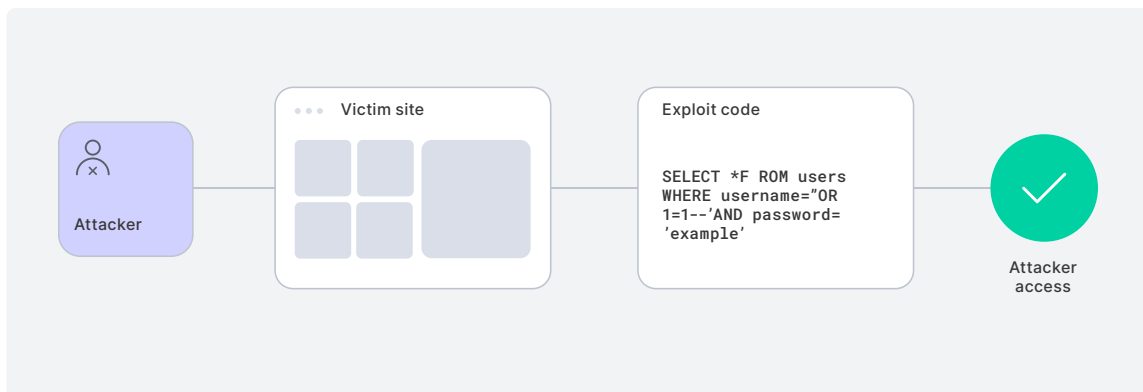 Attacker
Victim site
Exploit code
SELECT *F ROM users
WHERE username=”OR
1=1--’AND password=
’example’
Attacker
access